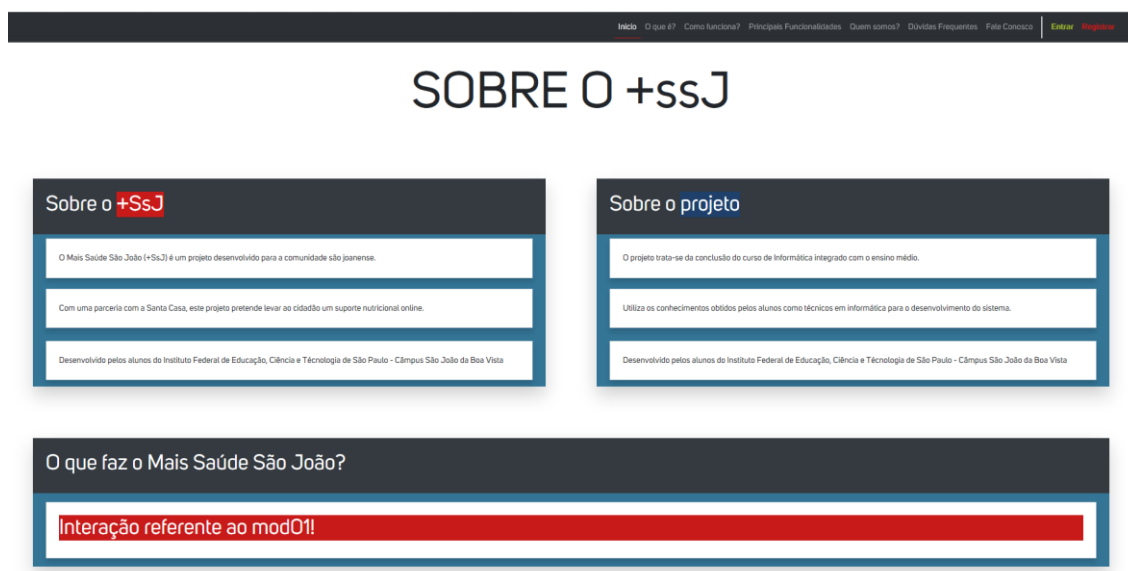 Início O que é? Como funciona? Principais Funcionalidades Quem somos? Dúvidas Frequentes Fale Conosco Entrar Registrar
SOBRE O +ssJ
Sobre o +SsJ
O Mais Saúde São João (+SsJ) é um projeto desenvolvido para a comunidade são joanense.
Com uma parceria com a Santa Casa, este projeto pretende levar ao cidadão um suporte nutricional online.
Desenvolvido pelos alunos do Instituto Federal de Educação, Ciência e Técnologia de São Paulo - Câmpus São João da Boa Vista
Sobre o projeto
O projeto trata-se da conclusão do curso de Informática integrado com o ensino médio.
Utiliza os conhecimentos obtidos pelos alunos como técnicos em informática para o desenvolvimento do sistema.
Desenvolvido pelos alunos do Instituto Federal de Educação, Ciência e Técnologia de São Paulo - Câmpus São João da Boa Vista
O que faz o Mais Saúde São João?
Interação referente ao mod01!